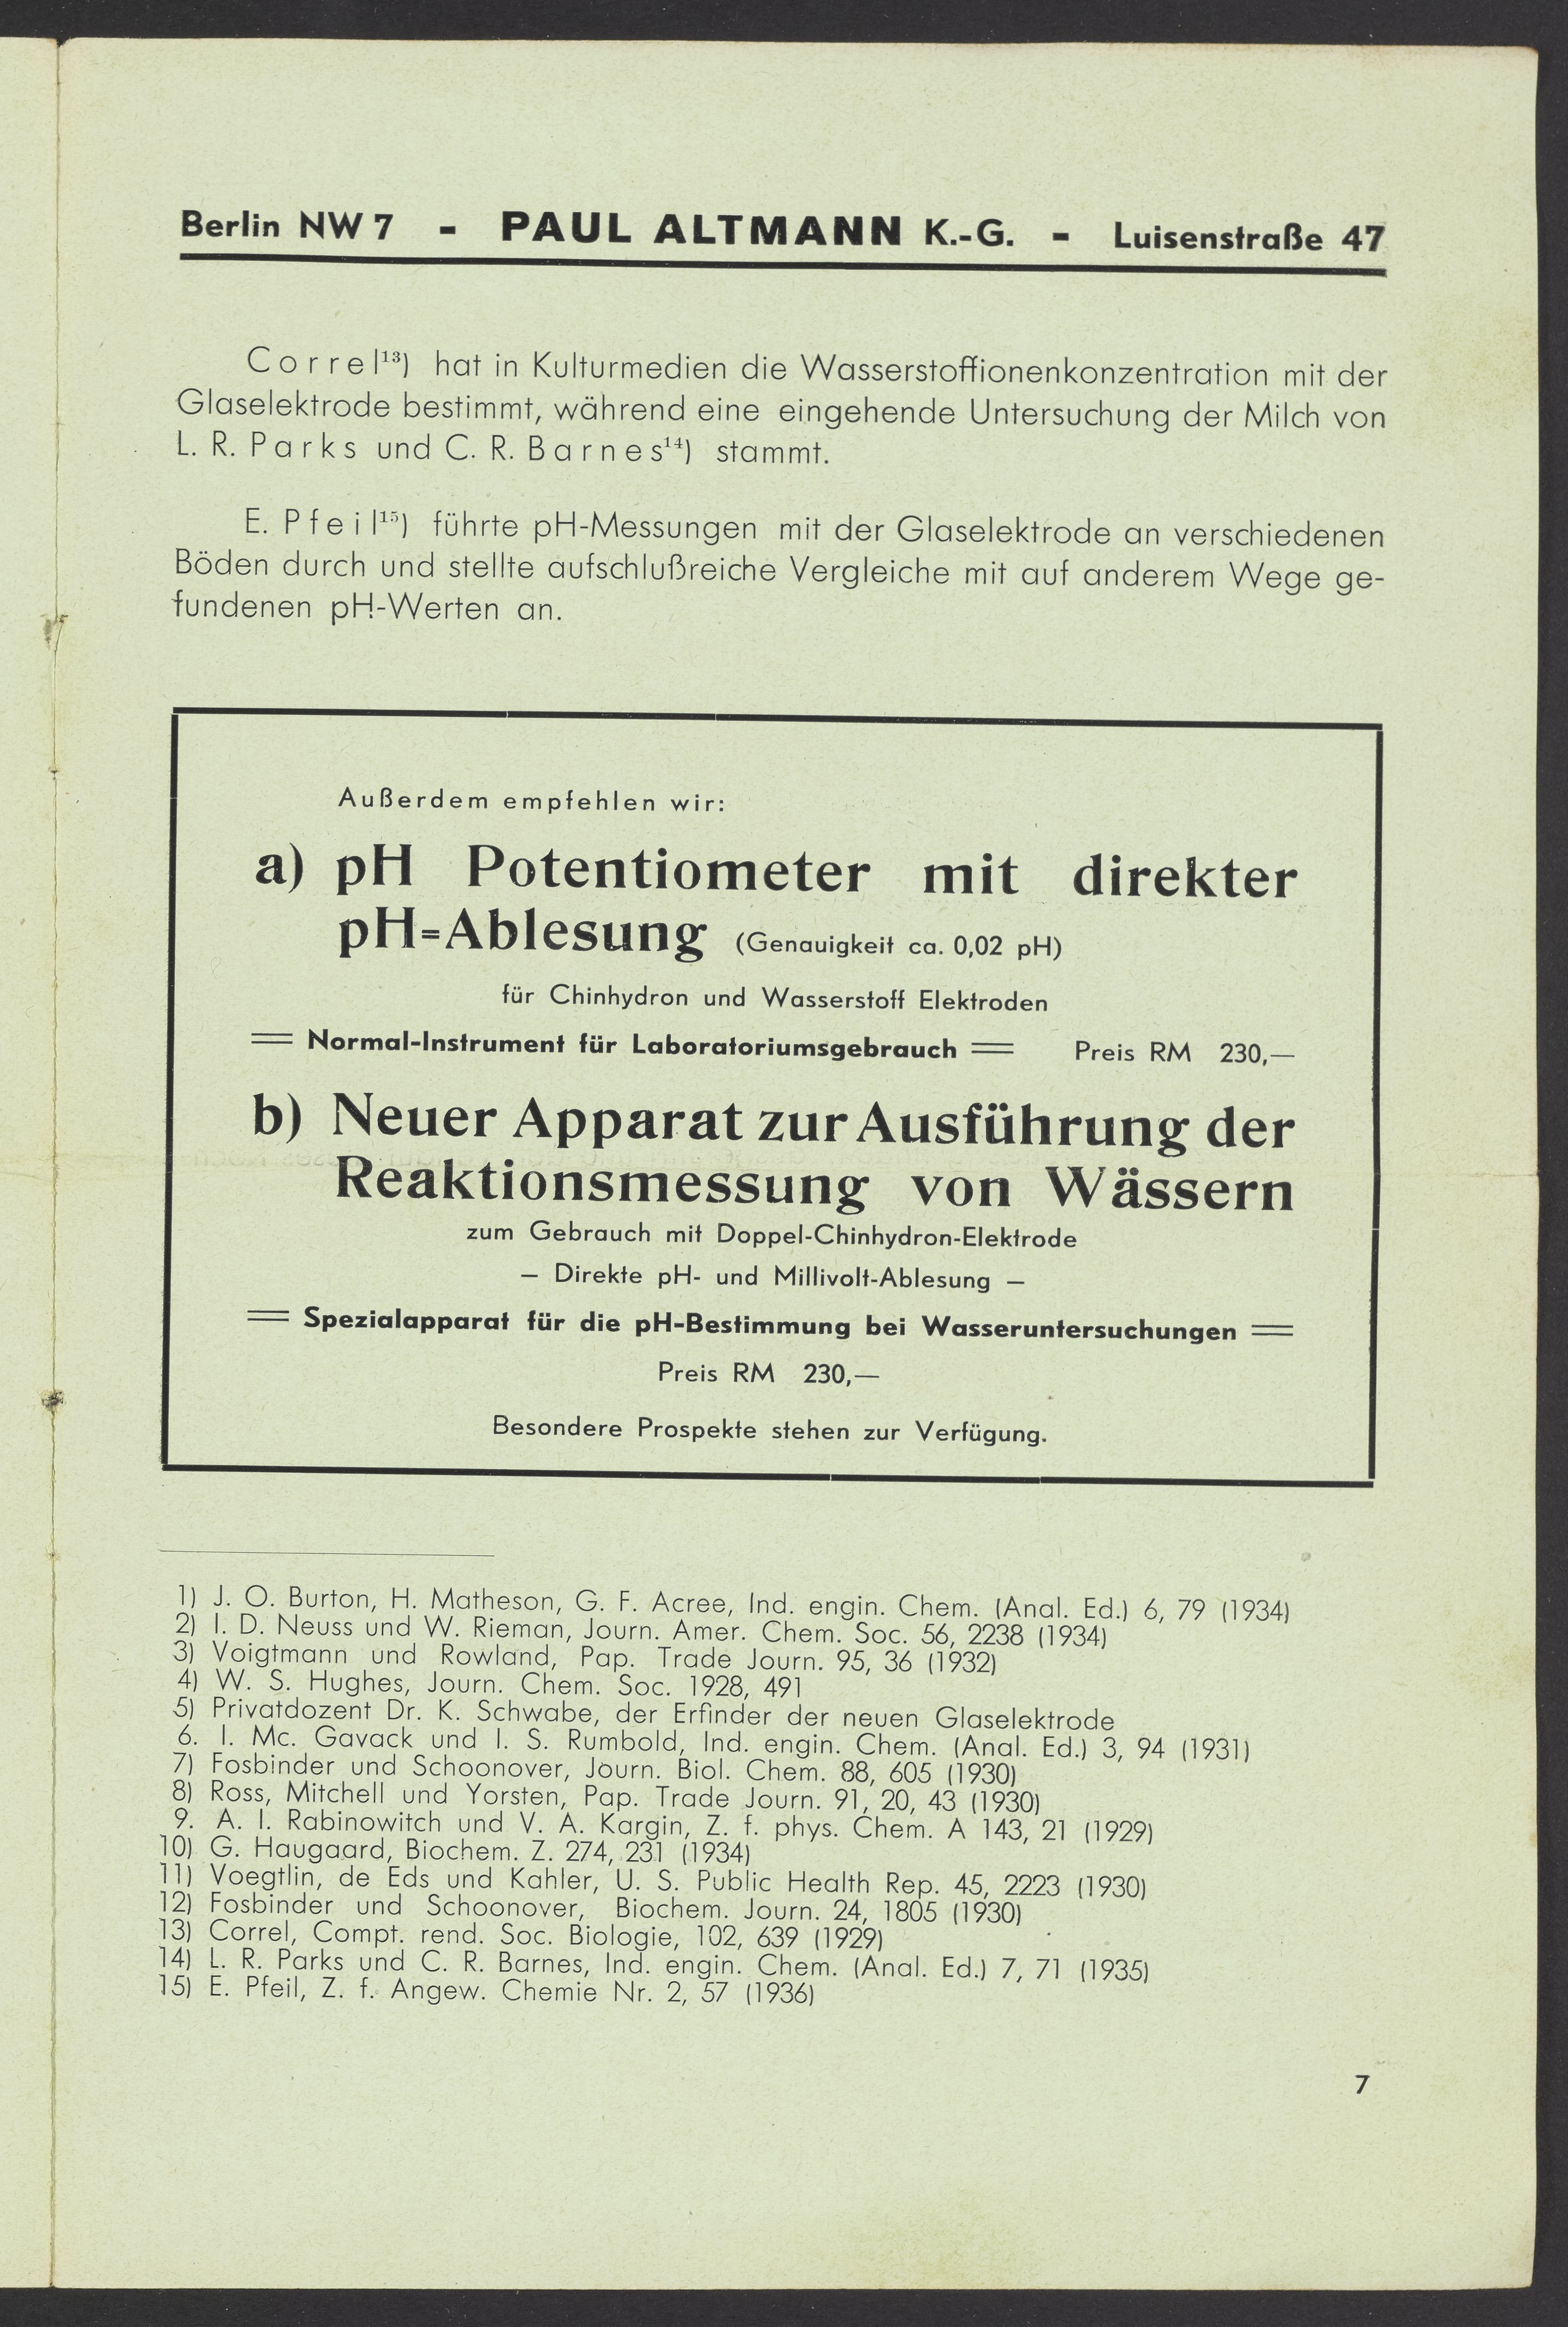 Berlin NW 7 - PAUL ALTMANN K.-G. - Luisenstraße 47
Correl¹³) hat in Kulturmedien die Wasserstoffionenkonzentration mit der
Glaselektrode bestimmt, während eine eingehende Untersuchung der Milch von
L. R. Parks und C. R. Barnes¹⁴) stammt.
E. Pfeil¹⁵) führte pH-Messungen mit der Glaselektrode an verschiedenen
Böden durch und stellte aufschlußreiche Vergleiche mit auf anderem Wege ge-
fundenen pH-Werten an.
Außerdem empfehlen wir:
a) pH Potentiometer mit direkter
pH=Ablesung (Genauigkeit ca. 0,02 pH)
für Chinhydron und Wasserstoff Elektroden
== Normal-Instrument für Laboratoriumsgebrauch == Preis RM 230,—
b) Neuer Apparat zur Ausführung der
Reaktionsmessung von Wässern
zum Gebrauch mit Doppel-Chinhydron-Elektrode
– Direkte pH- und Millivolt-Ablesung –
== Spezialapparat für die pH-Bestimmung bei Wasseruntersuchungen ==
Preis RM 230,—
Besondere Prospekte stehen zur Verfügung.
1) J. O. Burton, H. Matheson, G. F. Acree, Ind. engin. Chem. (Anal. Ed.) 6, 79 (1934)
2) I. D. Neuss und W. Rieman, Journ. Amer. Chem. Soc. 56, 2238 (1934)
3) Voigtmann und Rowland, Pap. Trade Journ. 95, 36 (1932)
4) W. S. Hughes, Journ. Chem. Soc. 1928, 491
5) Privatdozent Dr. K. Schwabe, der Erfinder der neuen Glaselektrode
6. I. Mc. Gavack und I. S. Rumbold, Ind. engin. Chem. (Anal. Ed.) 3, 94 (1931)
7) Fosbinder und Schoonover, Journ. Biol. Chem. 88, 605 (1930)
8) Ross, Mitchell und Yorsten, Pap. Trade Journ. 91, 20, 43 (1930)
9. A. I. Rabinowitch und V. A. Kargin, Z. f. phys. Chem. A 143, 21 (1929)
10) G. Haugaard, Biochem. Z. 274, 231 (1934)
11) Voegtlin, de Eds und Kahler, U. S. Public Health Rep. 45, 2223 (1930)
12) Fosbinder und Schoonover, Biochem. Journ. 24, 1805 (1930)
13) Correl, Compt. rend. Soc. Biologie, 102, 639 (1929)
14) L. R. Parks und C. R. Barnes, Ind. engin. Chem. (Anal. Ed.) 7, 71 (1935)
15) E. Pfeil, Z. f. Angew. Chemie Nr. 2, 57 (1936)
7